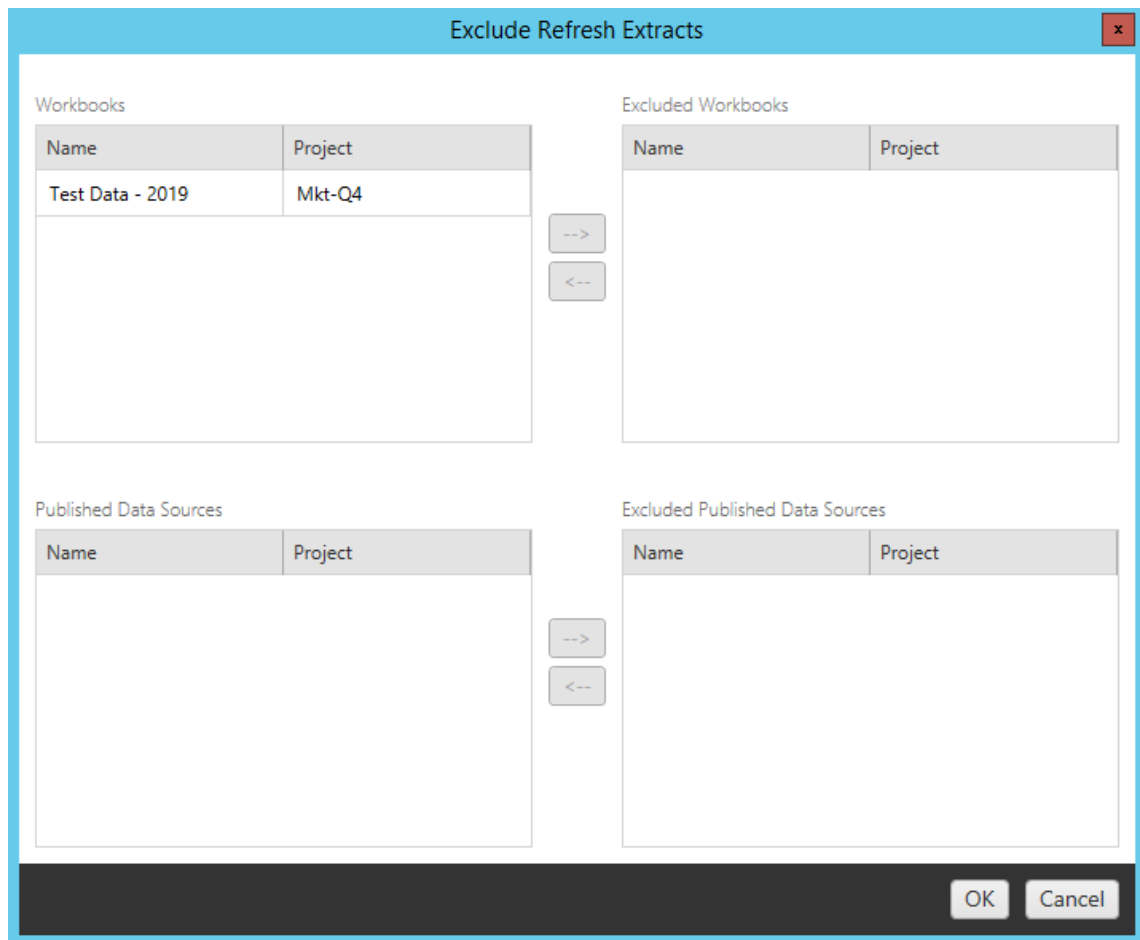 Exclude Refresh Extracts
x
Workbooks
Name Project
Test Data - 2019 Mkt-Q4
-->
<--
Excluded Workbooks
Name Project
Published Data Sources
Name Project
-->
<--
Excluded Published Data Sources
Name Project
OK Cancel